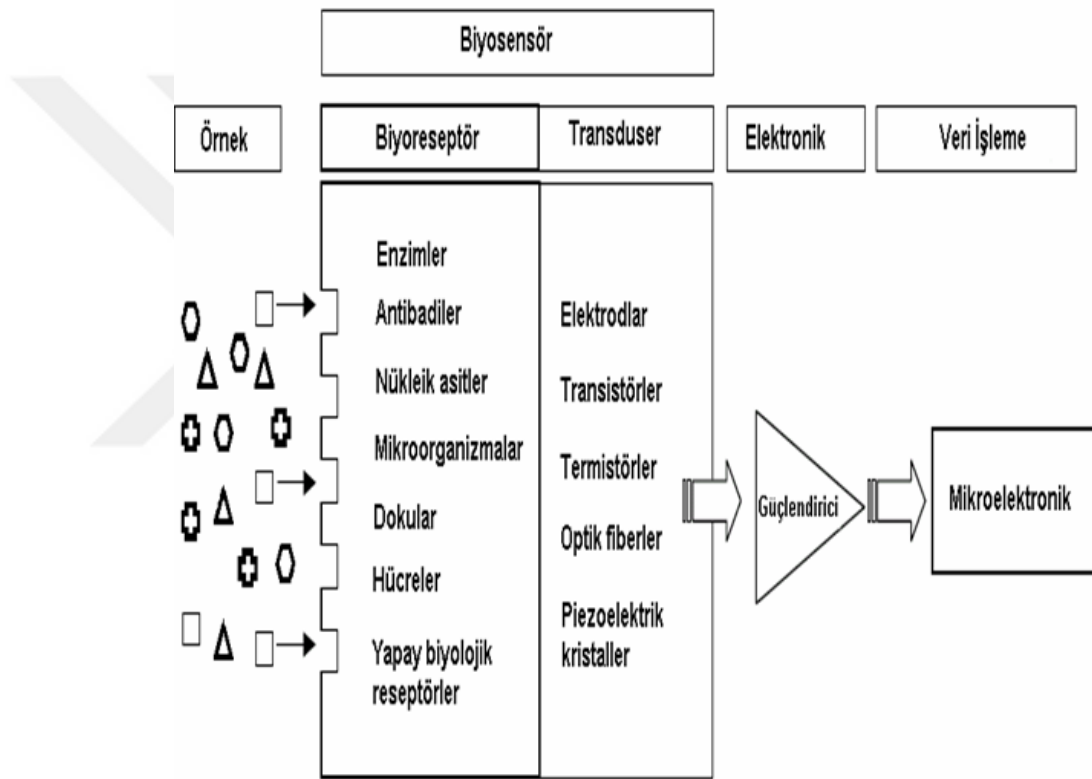 Biyosensör
Örnek
Biyoreseptör
Transduser
Elektronik
Veri İşleme
Enzimler
Antibadiler
Nükleik asitler
Mikroorganizmalar
Dokular
Hücreler
Yapay biyolojik
reseptörler
Elektrodlar
Transistörler
Termistörler
Optik fiberler
Piezoelektrik
kristaller
Güçlendirici
Mikroelektronik